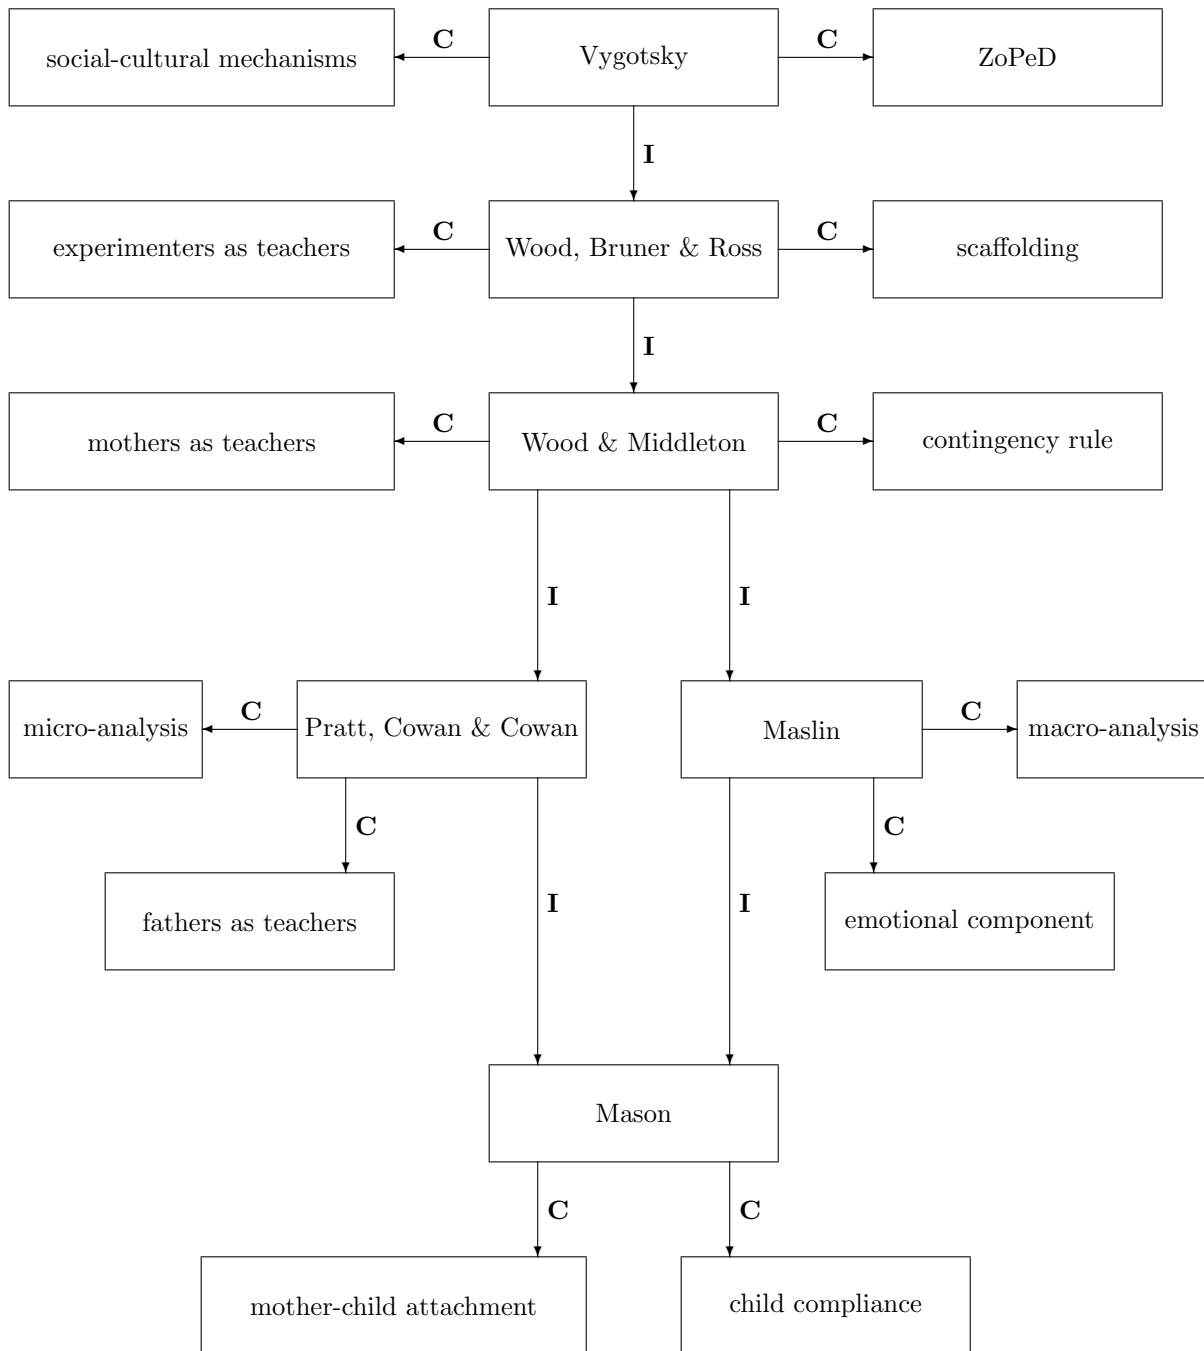 social-cultural mechanisms
C
Vygotsky
C
ZoPeD
I
experimenters as teachers
C
Wood, Bruner & Ross
C
scaffolding
I
mothers as teachers
C
Wood & Middleton
C
contingency rule
I
I
micro-analysis
C
Pratt, Cowan & Cowan
Maslin
C
macro-analysis
C
C
fathers as teachers
I
I
emotional component
Mason
C
C
mother-child attachment
child compliance